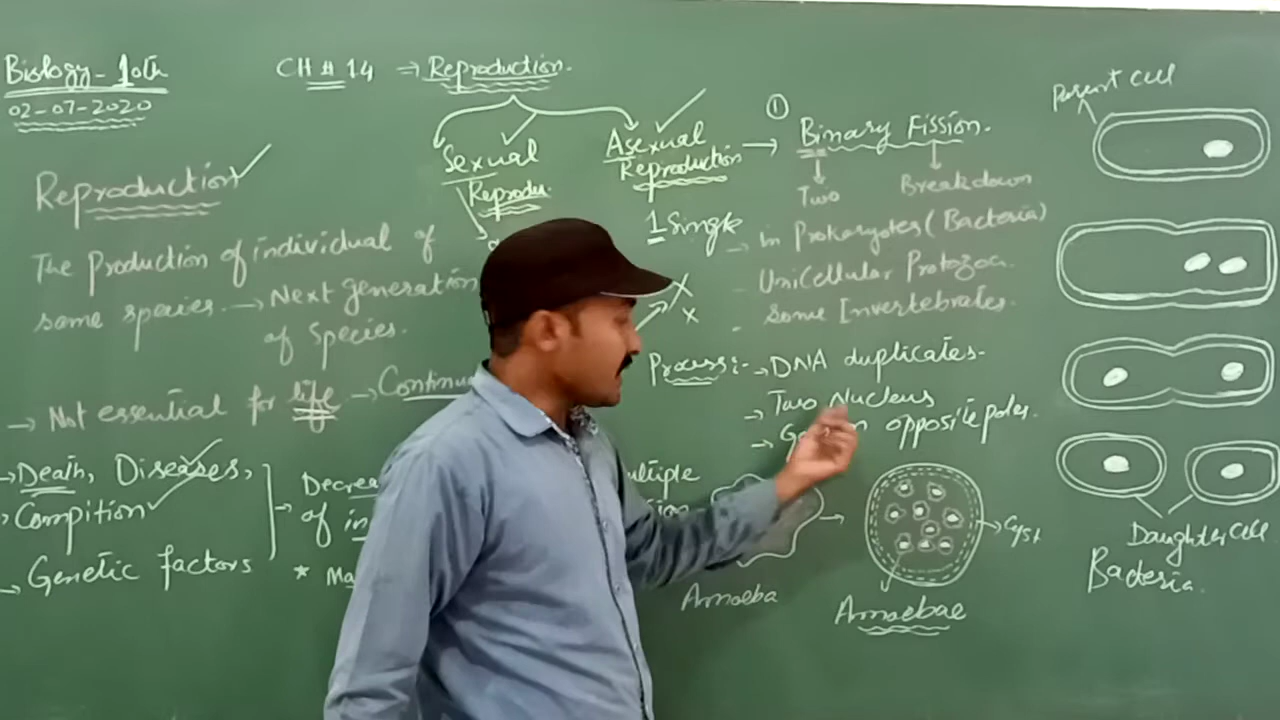 Biology - 10th
02-07-2020
CH # 14 ⇒ Reproduction.
Sexual
Reprodu.
Asexual
Reproduction →
1 Single
x
x
Reproduction
The Production of individual of
same species. → Next generation
of Species.
→ Not essential for life → Continu
→ Death, Diseases,
Compition
→ Genetic factors
→ Decrea
of in
* Ma
ultiple
① Binary Fission.
Two
Breakdown
→ In Prokaryotes (Bacteria)
- Unicellular Protozoa.
- Some Invertebrates.
Process:- → DNA duplicates-
→ Two Nucleus
→ G n opposite poles.
Amoeba
→ Cyst
Amoebae
Parent cell
Daughter Cell
Bacteria.